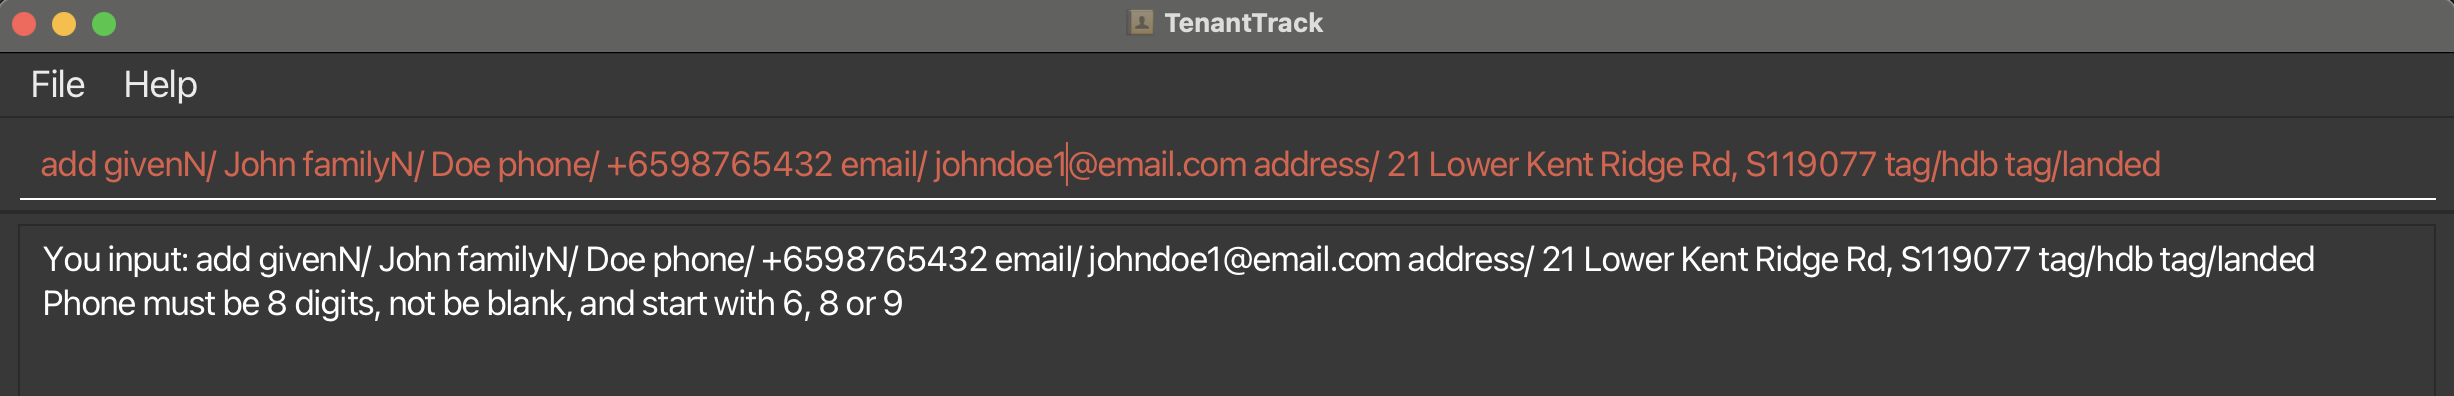 TenantTrack
File Help
add givenN/ John familyN/ Doe phone/ +6598765432 email/ johndoe1@email.com address/ 21 Lower Kent Ridge Rd, S119077 tag/hdb tag/landed
You input: add givenN/ John familyN/ Doe phone/ +6598765432 email/ johndoe1@email.com address/ 21 Lower Kent Ridge Rd, S119077 tag/hdb tag/landed
Phone must be 8 digits, not be blank, and start with 6, 8 or 9